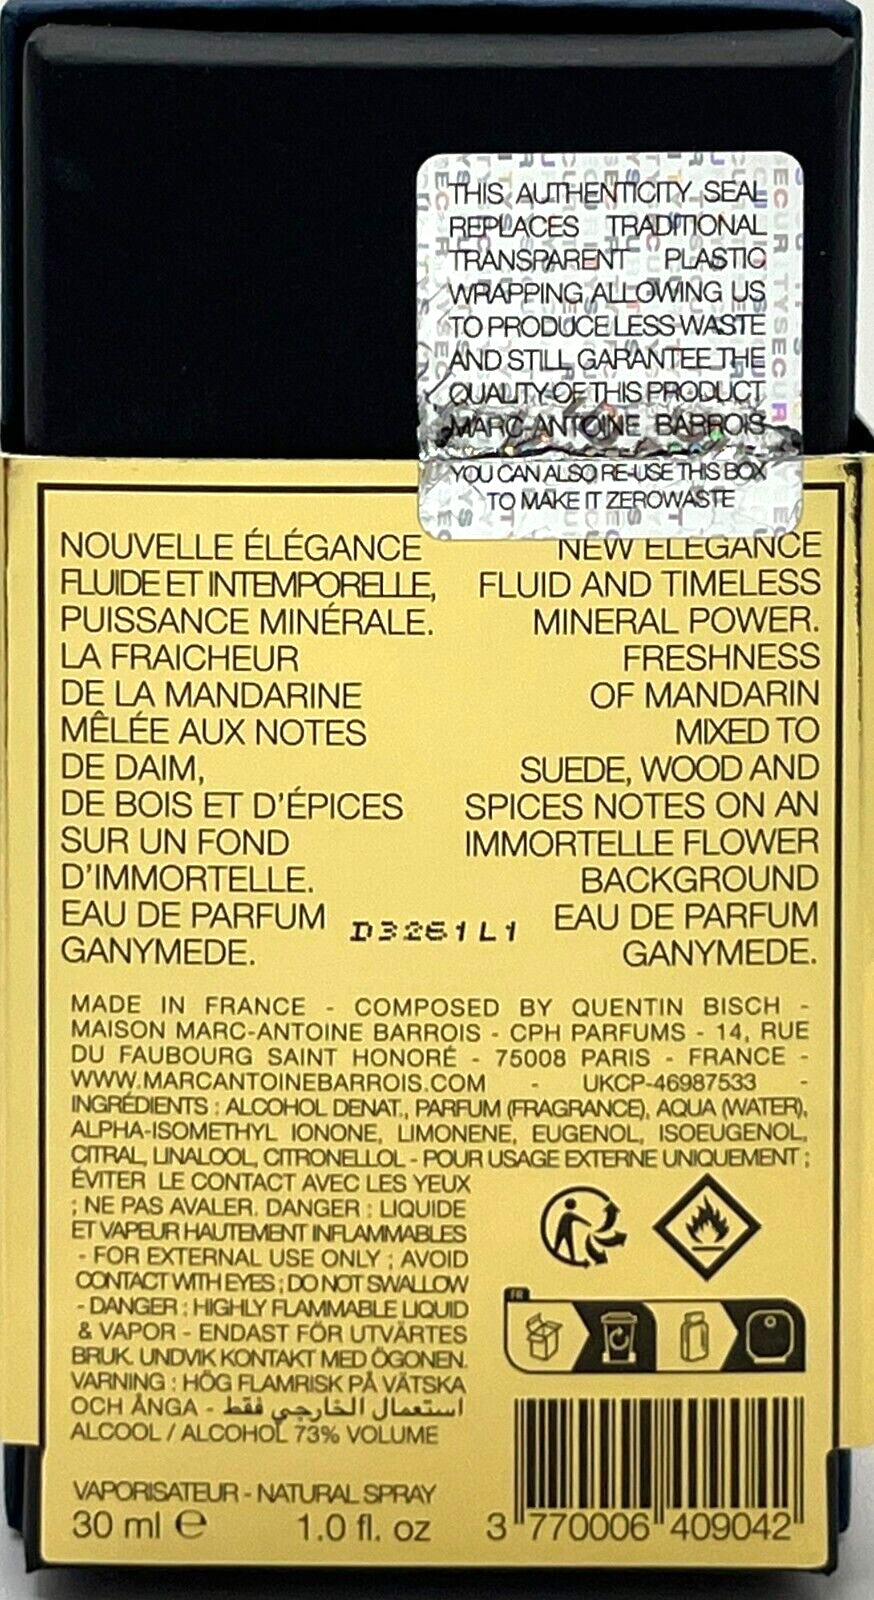 THIS AUTHENTICITY SEAL
REPLACES TRADITIONAL
TRANSPARENT PLASTIC
WRAPPING ALLOWING US
TO PRODUCE LESS WASTE
AND STILL GARANTEE THE
QUALITY OF THIS PRODUCT
MARC-ANTOINE BARROIS
YOU CAN ALSO RE-USE THIS BOX
TO MAKE IT ZEROWASTE
NOUVELLE ÉLÉGANCE
FLUIDE ET INTEMPORELLE,
PUISSANCE MINÉRALE.
LA FRAICHEUR
DE LA MANDARINE
MÊLÉE AUX NOTES
DE DAIM,
DE BOIS ET D'ÉPICES
SUR UN FOND
D'IMMORTELLE.
EAU DE PARFUM
GANYMEDE.
NEW ELEGANCE
FLUID AND TIMELESS
MINERAL POWER.
FRESHNESS
OF MANDARIN
MIXED TO
SUEDE, WOOD AND
SPICES NOTES ON AN
IMMORTELLE FLOWER
BACKGROUND
EAU DE PARFUM
GANYMEDE.
D3261L1
MADE IN FRANCE - COMPOSED BY QUENTIN BISCH -
MAISON MARC-ANTOINE BARROIS - CPH PARFUMS - 14, RUE
DU FAUBOURG SAINT HONORÉ - 75008 PARIS - FRANCE -
WWW.MARCANTOINEBARROIS.COM - UKCP-46987533 -
INGRÉDIENTS : ALCOHOL DENAT., PARFUM (FRAGRANCE), AQUA (WATER),
ALPHA-ISOMETHYL IONONE, LIMONENE, EUGENOL, ISOEUGENOL,
CITRAL, LINALOOL, CITRONELLOL - POUR USAGE EXTERNE UNIQUEMENT ;
ÉVITER LE CONTACT AVEC LES YEUX
; NE PAS AVALER. DANGER : LIQUIDE
ET VAPEUR HAUTEMENT INFLAMMABLES
- FOR EXTERNAL USE ONLY ; AVOID
CONTACT WITH EYES ; DO NOT SWALLOW
- DANGER : HIGHLY FLAMMABLE LIQUID
& VAPOR - ENDAST FÖR UTVÄRTES
BRUK. UNDVIK KONTAKT MED ÖGONEN.
VARNING : HÖG FLAMRISK PÅ VÄTSKA
OCH ÅNGA - استعمال الخارجي فقط
ALCOOL / ALCOHOL 73% VOLUME
FR
VAPORISATEUR - NATURAL SPRAY
30 ml ℮ 1.0 fl. oz
3 770006 409042